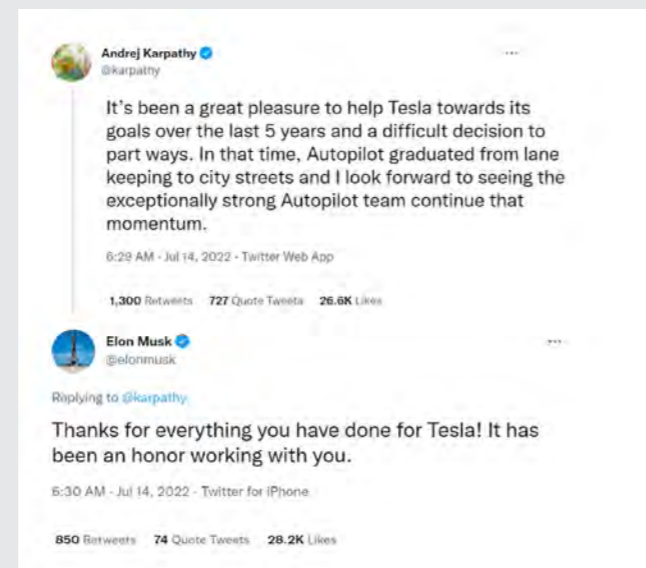 Andrej Karpathy
@karpathy
It's been a great pleasure to help Tesla towards its
goals over the last 5 years and a difficult decision to
part ways. In that time, Autopilot graduated from lane
keeping to city streets and I look forward to seeing the
exceptionally strong Autopilot team continue that
momentum.
6:29 AM · Jul 14, 2022 · Twitter Web App
1,300 Retweets 727 Quote Tweets 26.6K Likes
Elon Musk
@elonmusk
Replying to @karpathy
Thanks for everything you have done for Tesla! It has
been an honor working with you.
6:30 AM · Jul 14, 2022 · Twitter for iPhone
850 Retweets 74 Quote Tweets 28.2K Likes